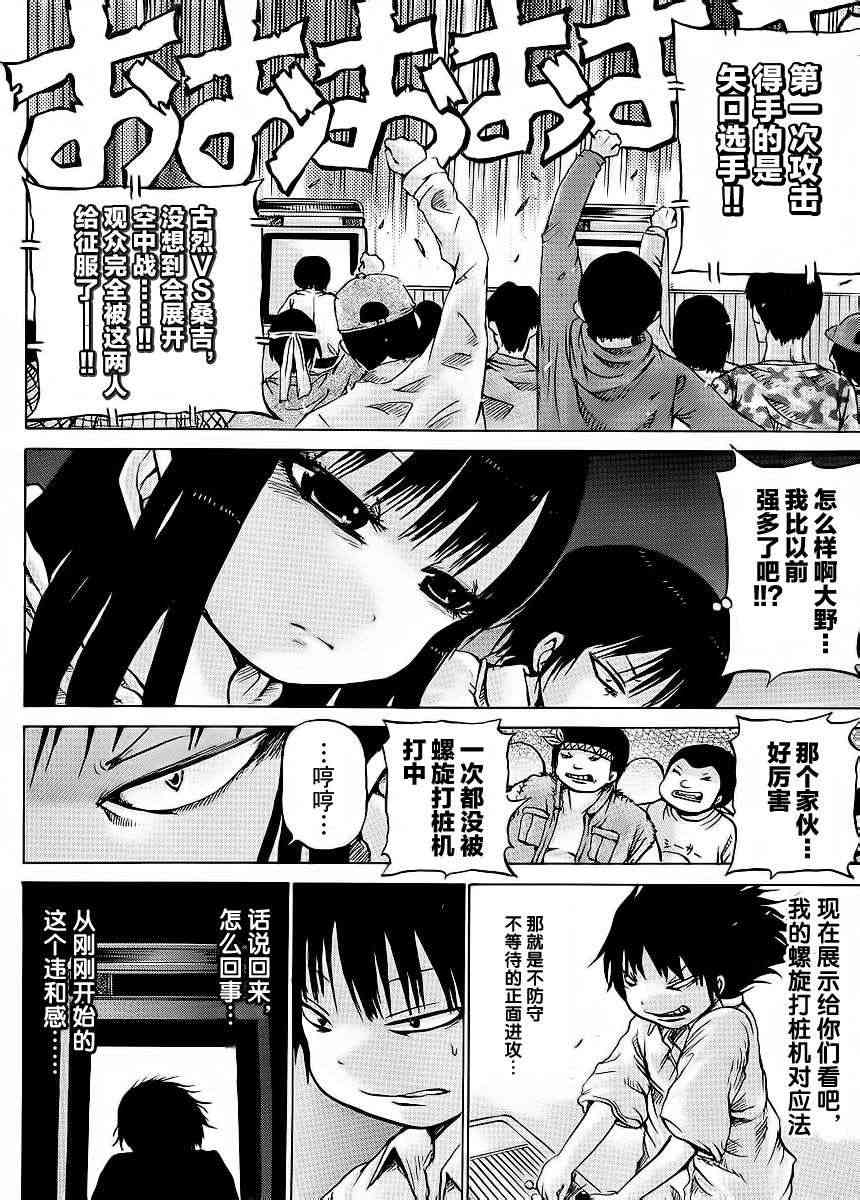 おおおおまままま
第一次攻击
得手的是
矢口选手!!
古烈VS桑吉，
没想到会展开
空中战……!!
观众完全被这两人
给征服了——!!
怎么样啊大野…
我比以前
强多了吧!!?
那个家伙…
好厉害
一次都没被
螺旋打桩机
打中
…哼哼…
现在展示给你们看吧，
我的螺旋打桩机对应法
那就是不防守
不等待的正面进攻…
话说回来，
怎么回事…
从刚刚开始的
这个违和感……